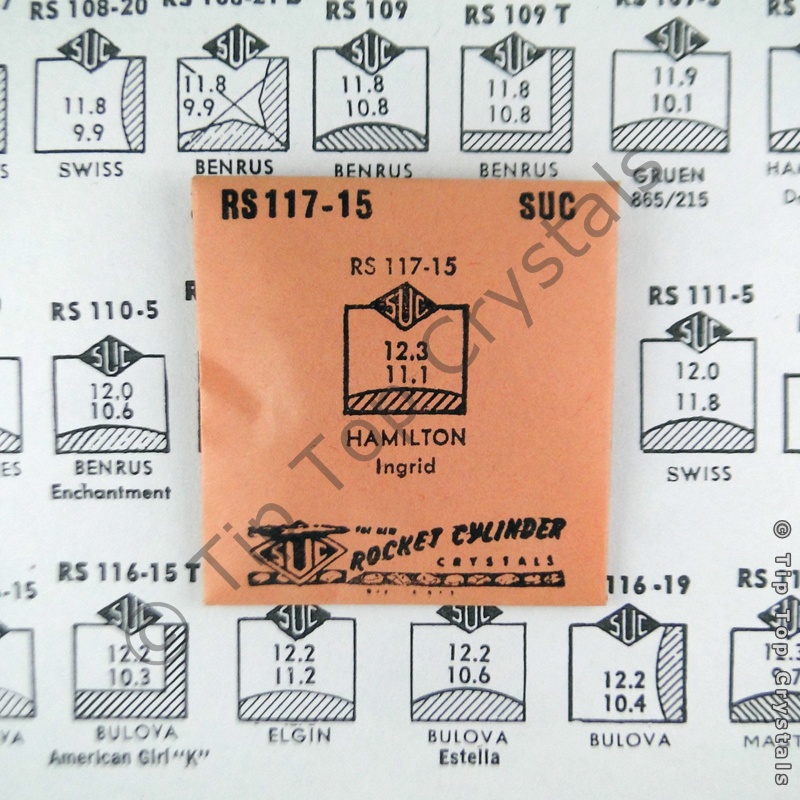 RS 108-20
RS 109
RS 109 T
SUC
SUC
SUC
SUC
SUC
11.8
9.9
11.8
9.9
11.8
10.8
11.8
10.8
11.9
10.1
SWISS
BENRUS
BENRUS
BENRUS
GRUEN
865/215
RS 117-15
SUC
RS 117-15
SUC
12.3
11.1
HAMILTON
Ingrid
SUC
ROCKET CYLINDER
CRYSTALS
RS 110-5
SUC
12.0
10.6
BENRUS
Enchantment
RS 111-5
SUC
12.0
11.8
SWISS
RS 116-15 T
116-19
SUC
SUC
SUC
SUC
SUC
12.2
10.3
12.2
11.2
12.2
10.6
12.2
10.4
BULOVA
American Girl "K"
ELGIN
BULOVA
Estella
BULOVA
© Tip Top Crystals
© Tip Top Crystals